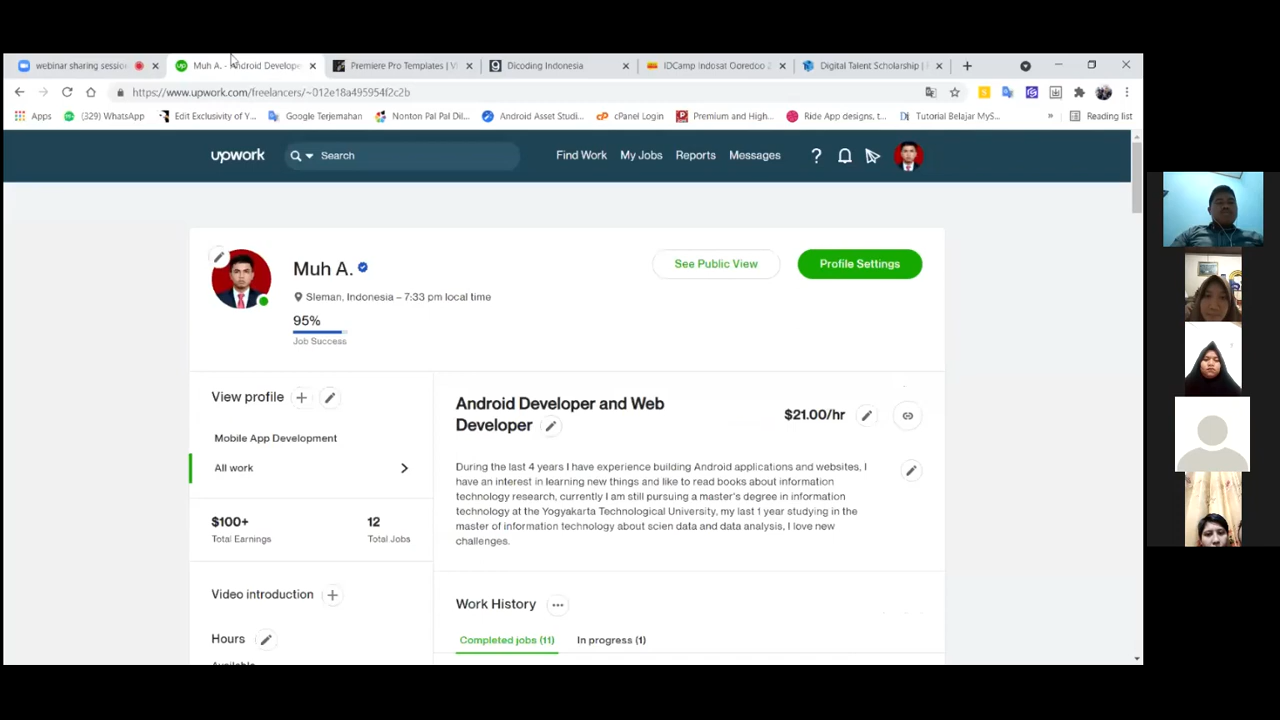 webinar sharing sessio
Muh A. - Android Develope
Premiere Pro Templates | Vi
Dicoding Indonesia
IDCamp Indosat Ooredoo 2
Digital Talent Scholarship |
https://www.upwork.com/freelancers/~012e18a495954f2c2b
Apps
(329) WhatsApp
Edit Exclusivity of Y...
Google Terjemahan
Nonton Pal Pal Dil...
Android Asset Studi...
cPanel Login
Premium and High...
Ride App designs, t...
Tutorial Belajar MyS...
»
Reading list
upwork
Search
Find Work
My Jobs
Reports
Messages
?
Muh A.
See Public View
Profile Settings
Sleman, Indonesia – 7:33 pm local time
95%
Job Success
View profile
Mobile App Development
All work
$100+
Total Earnings
12
Total Jobs
Video introduction
Hours
Available
Android Developer and Web
Developer
$21.00/hr
During the last 4 years I have experience building Android applications and websites, I
have an interest in learning new things and like to read books about information
technology research, currently I am still pursuing a master's degree in information
technology at the Yogyakarta Technological University, my last 1 year studying in the
master of information technology about scien data and data analysis, I love new
challenges.
Work History
Completed jobs (11)
In progress (1)